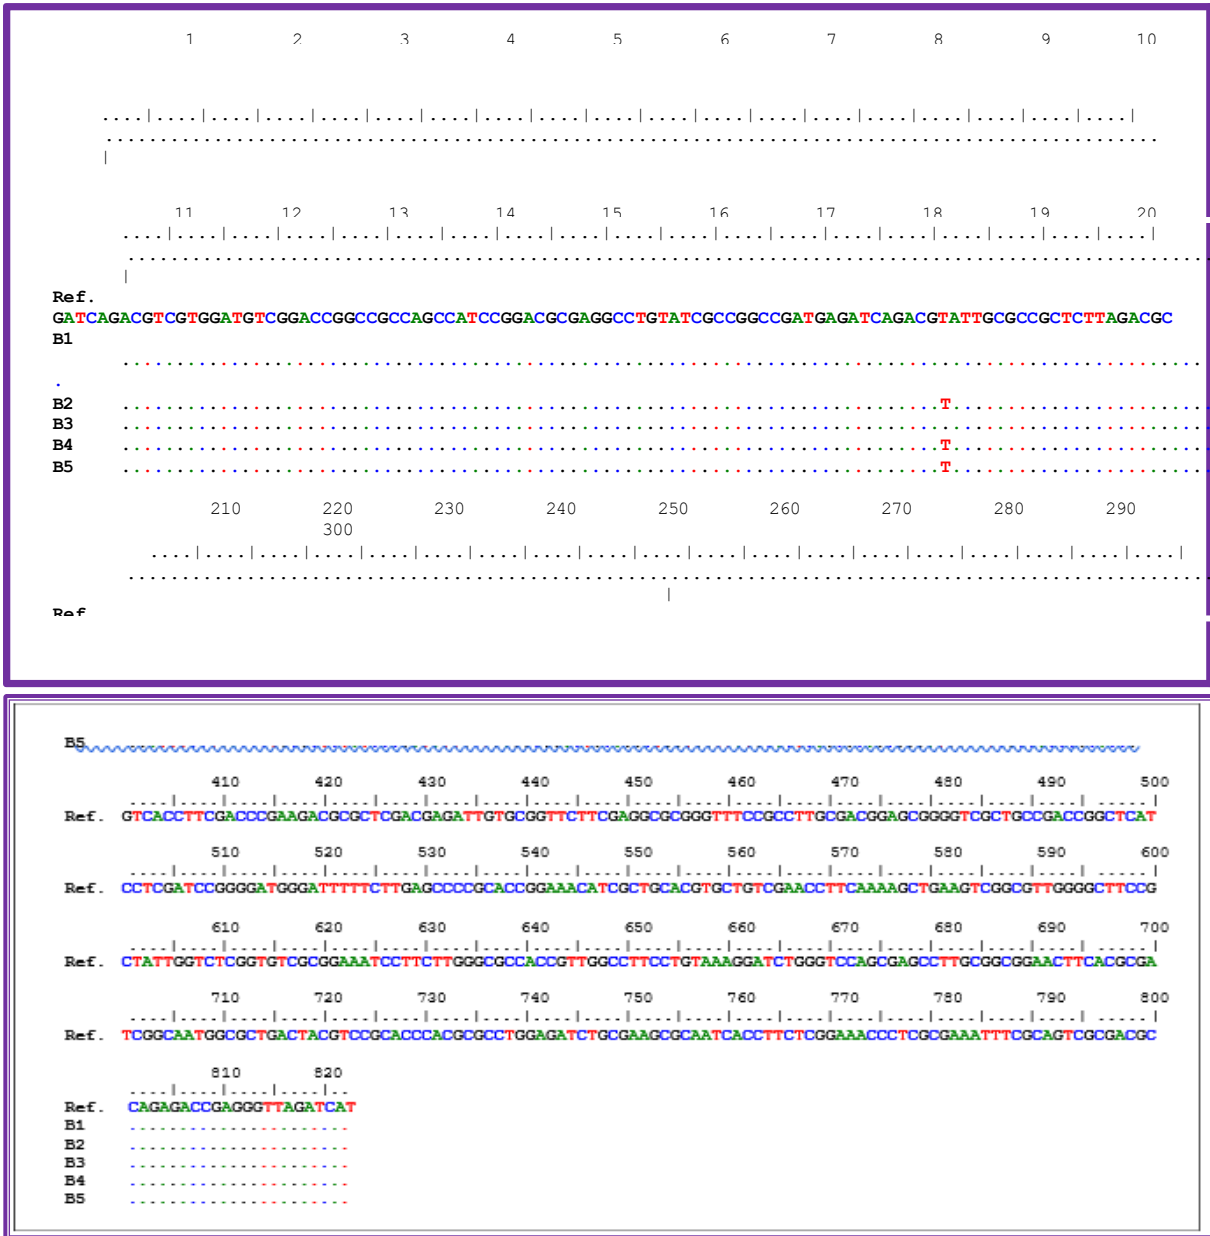 1 2 3 4 5 6 7 8 9 10
11 12 13 14 15 16 17 18 19 20
Ref.
GATCAGACGTCGTGGATGTCGGACCGGCCGCCAGCCATCCGGACGCGAGGCCTGTATCGCCGGCCGATGAGATCAGACGTATTGCGCCGCTCTTAGACGC
B1
B2 T
B3
B4 T
B5 T
210 220 230 240 250 260 270 280 290
300
Ref
B5
410 420 430 440 450 460 470 480 490 500
Ref. GTCACCTTCGACCCGAAGACGCGCTCGACGAGATTGTGCGGTTCTTCGAGGCGCGGGTTTCCGCCTTGCGACGGAGCGGGGTCGCTGCCGACCGGCTCAT
510 520 530 540 550 560 570 580 590 600
Ref. CCTCGATCCGGGGATGGGATTTTTCTTGAGCCCCGCACCGGAAACATCGCTGCACGTGCTGTCGAACCTTCAAAAGCTGAAGTCGGCGTTGGGGCTTCCG
610 620 630 640 650 660 670 680 690 700
Ref. CTATTGGTCTCGGTGTCGCGGAAATCCTTCTTGGGCGCCACCGTTGGCCTTCCTGTAAAGGATCTGGGTCCAGCGAGCCTTGCGGCGGAACTTCACGCGA
710 720 730 740 750 760 770 780 790 800
Ref. TCGGCAATGGCGCTGACTACGTCCGCACCCACGCGCCTGGAGATCTGCGAAGCGCAATCACCTTCTCGGAAACCCTCGCGAAATTTCGCAGTCGCGACGC
810 820
Ref. CAGAGACCGAGGGTTAGATCAT
B1
B2
B3
B4
B5